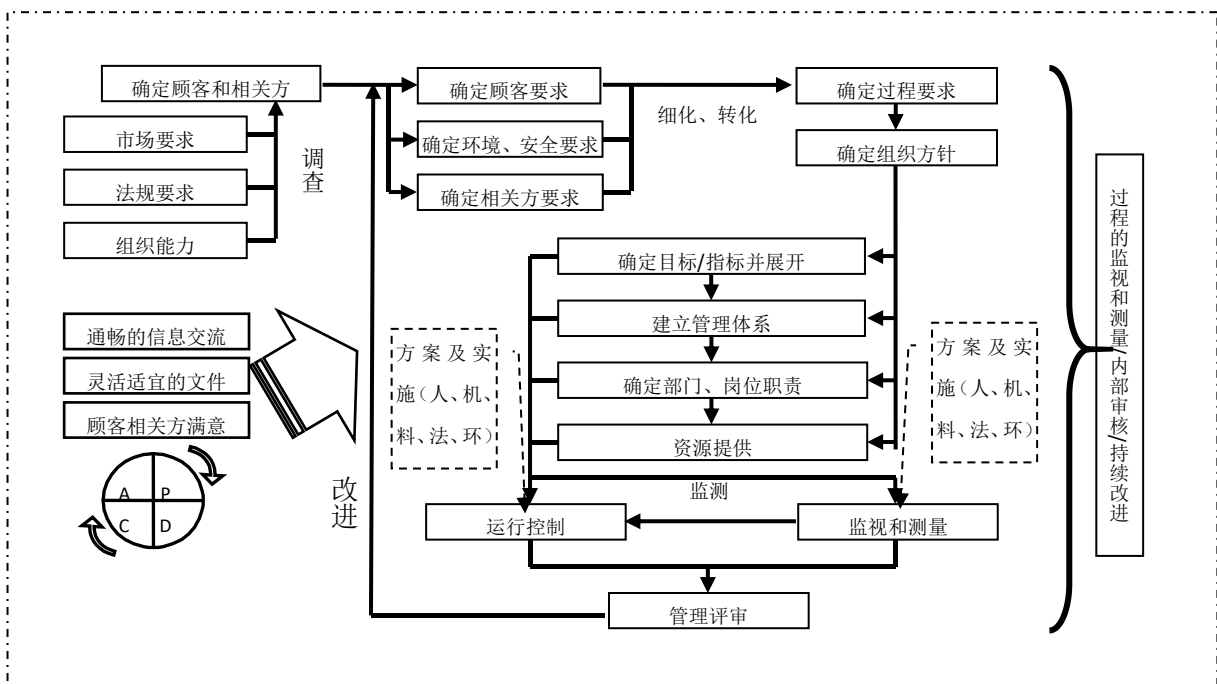 确定顾客和相关方
确定顾客要求
确定过程要求
细化、转化
市场要求
确定环境、安全要求
确定组织方针
调查
法规要求
确定相关方要求
组织能力
过程的监视和测量/内部审核/持续改进
确定目标/指标并展开
通畅的信息交流
建立管理体系
方案及实
施（人、机、
料、法、环）
方案及实
施（人、机、
料、法、环）
灵活适宜的文件
确定部门、岗位职责
顾客相关方满意
资源提供
改进
A P
C D
监测
运行控制
监视和测量
管理评审